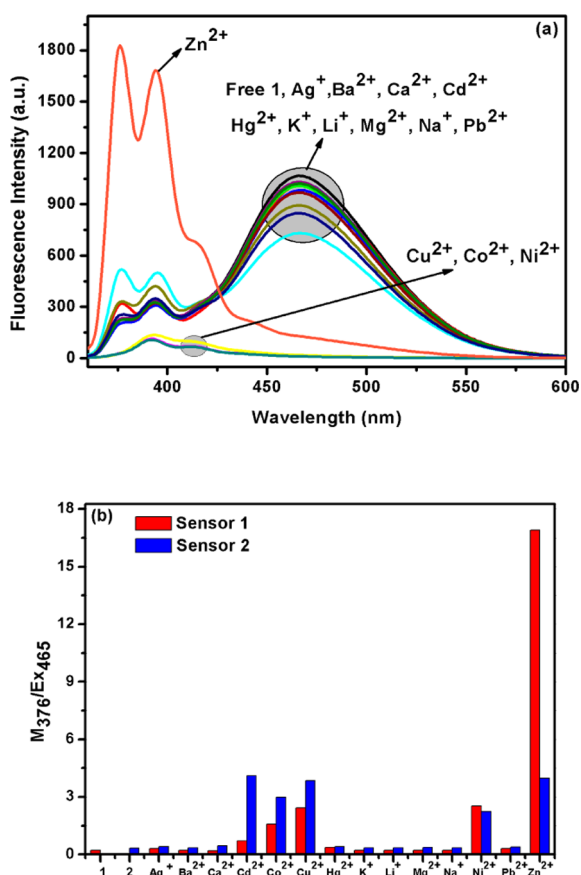 (a)
Zn2+
Free 1, Ag+,Ba2+, Ca2+, Cd2+
Hg2+, K+, Li+, Mg2+, Na+, Pb2+
Cu2+, Co2+, Ni2+
1800
1500
1200
900
600
300
0
Fluorescence Intensity (a.u.)
400 450 500 550 600
Wavelength (nm)
(b)
Sensor 1
Sensor 2
18
15
12
9
6
3
0
M376/Ex465
1 2 Ag+ Ba2+ Ca2+ Cd2+ Co2+ Cu2+ Hg2+ K+ Li+ Mg2+ Na+ Ni2+ Pb2+ Zn2+